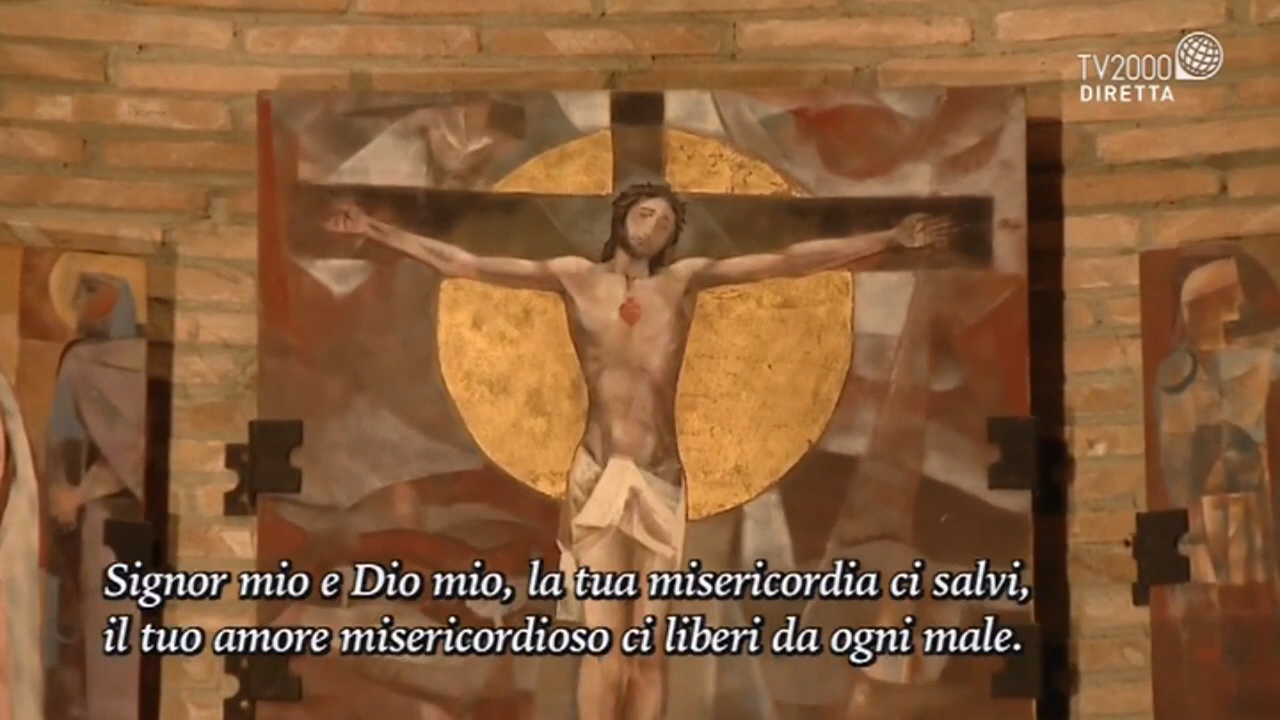 TV2000
DIRETTA
Signor mio e Dio mio, la tua misericordia ci salvi,
il tuo amore misericordioso ci liberi da ogni male.